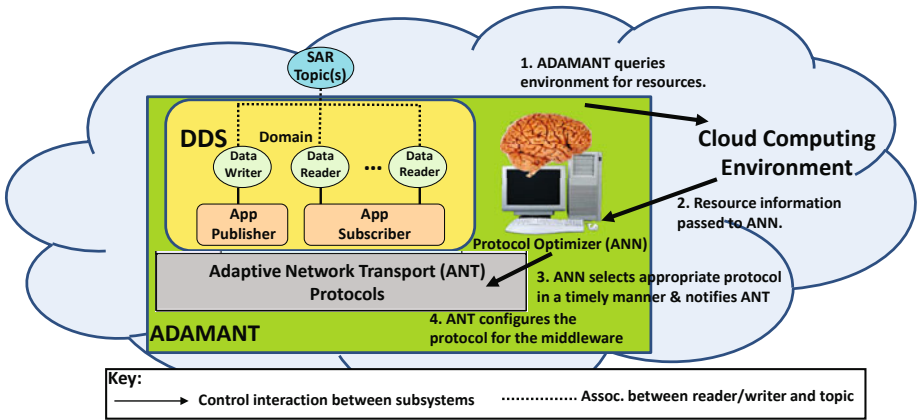 SAR
Topic(s)
1. ADAMANT queries
environment for resources.
DDS
Domain
Data
Writer
Data
Reader
...
Data
Reader
App
Publisher
App
Subscriber
Cloud Computing
Environment
2. Resource information
passed to ANN.
Protocol Optimizer (ANN)
Adaptive Network Transport (ANT)
Protocols
3. ANN selects appropriate protocol
in a timely manner & notifies ANT
4. ANT configures the
protocol for the middleware
ADAMANT
Key:
Control interaction between subsystems
Assoc. between reader/writer and topic